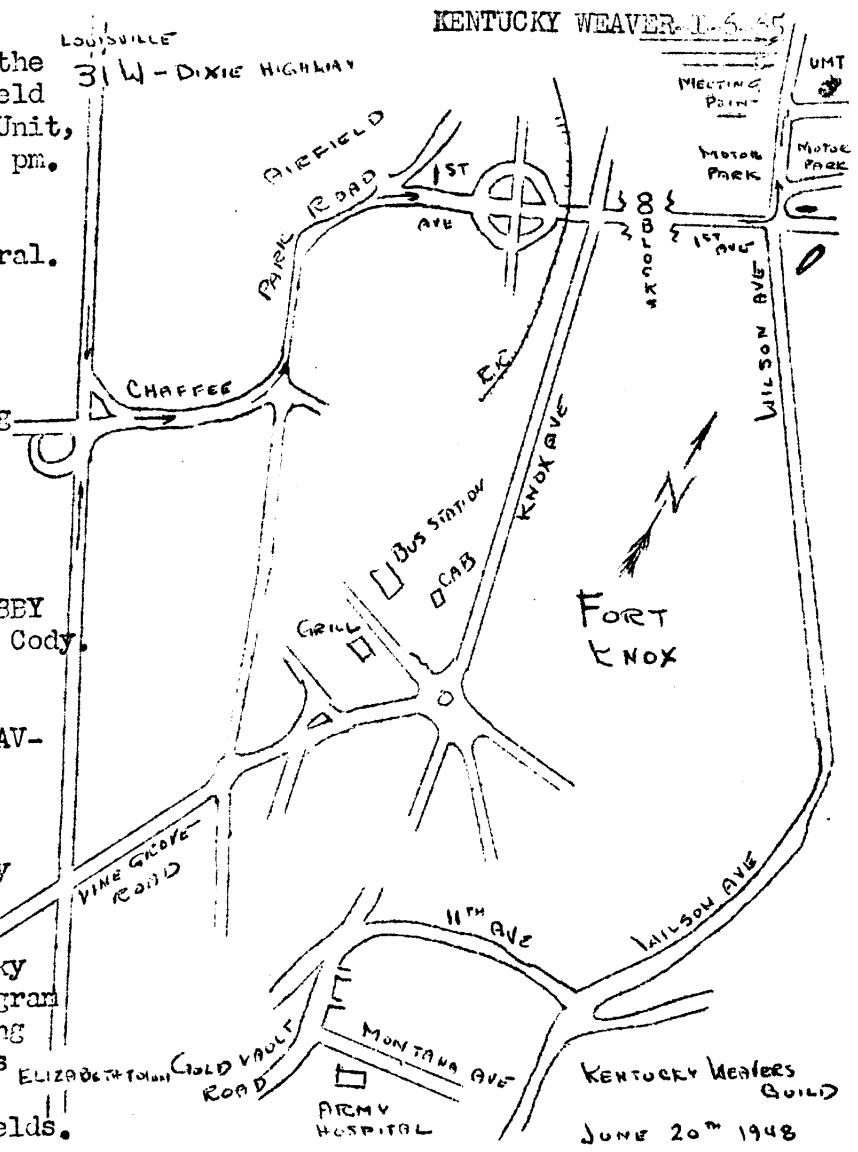 KENTUCKY WEAVER
LOUISVILLE
31W - DIXIE HIGHWAY
the
eld
Unit,
pm.
ral.
g
BBY
Cody.
AV-
y
ky
gram
ng
s
elds.
UMT
MEETING
POINT
MOTOR
PARK
MOTOR
PARK
AIRFIELD
PARK ROAD
1ST
AVE
8 BLOCKS
1ST AVE
WILSON AVE
R.R.
CHAFFEE
KNOX AVE
N
BUS STATION
CAB
GRILL
FORT
KNOX
VINE GROVE
ROAD
11TH AVE
WILSON AVE
ELIZABETHTOWN
GOLD VAULT
ROAD
MONTANA AVE
ARMY
HOSPITAL
KENTUCKY WEAVERS
GUILD
JUNE 20TH 1948